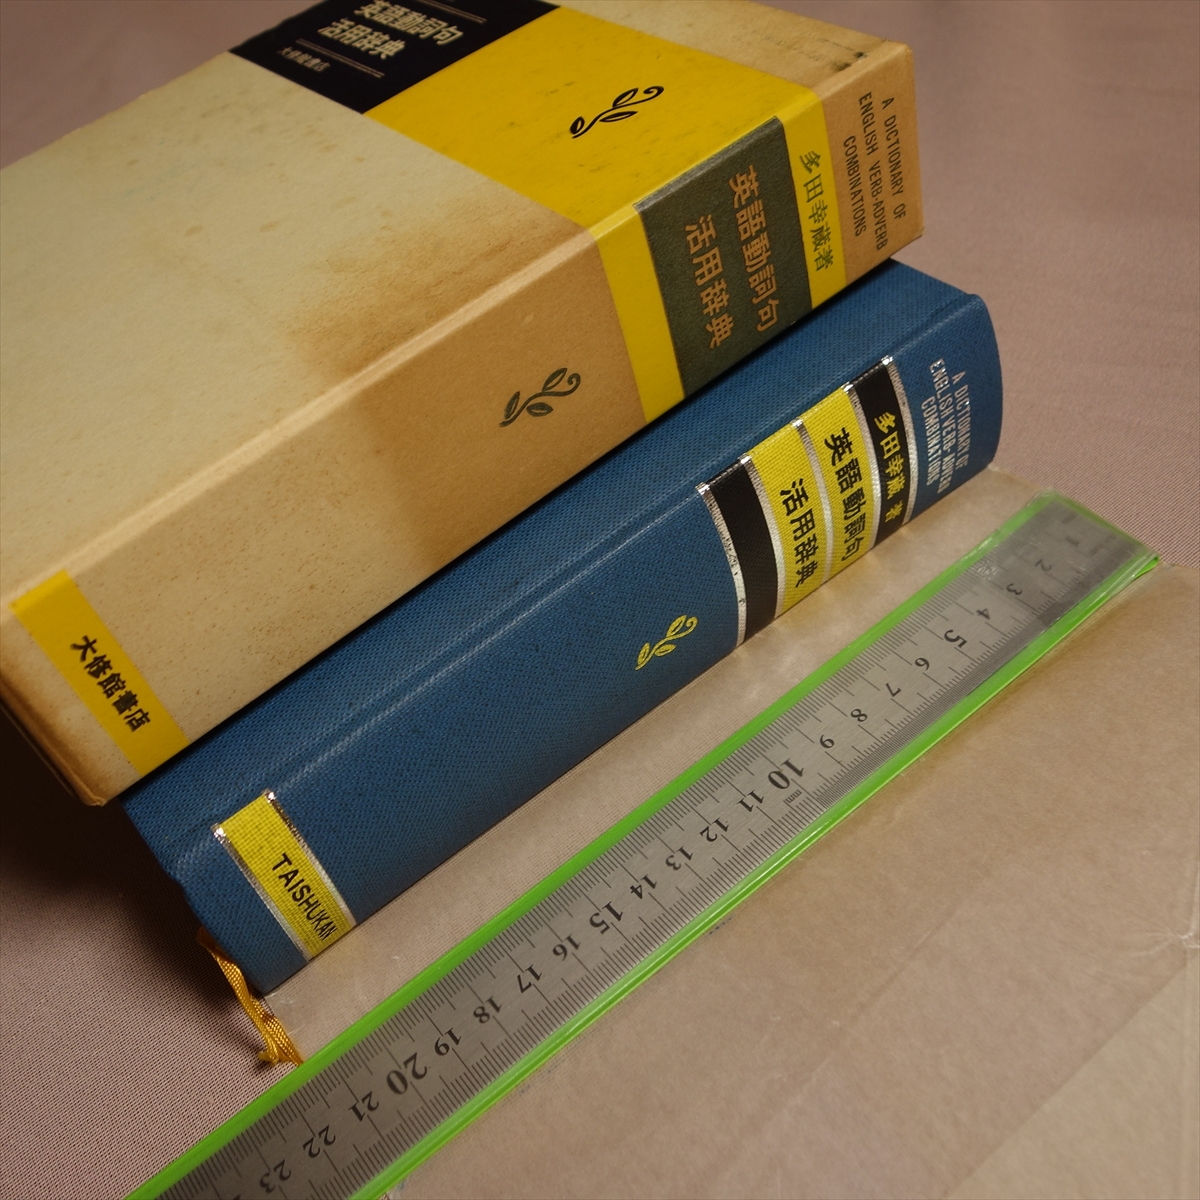 英語動詞句
活用辞典
大修館書店
A DICTIONARY OF
ENGLISH VERB-ADVERB
COMBINATIONS
多田幸蔵著
英語動詞句
活用辞典
大修館書店
A DICTIONARY OF
ENGLISH VERB-ADVERB
COMBINATIONS
多田幸蔵 著
英語動詞句
活用辞典
TAISHUKAN
1 2 3 4 5 6 7 8 9 10 11 12 13 14 15 16 17 18 19 20 21 22 23